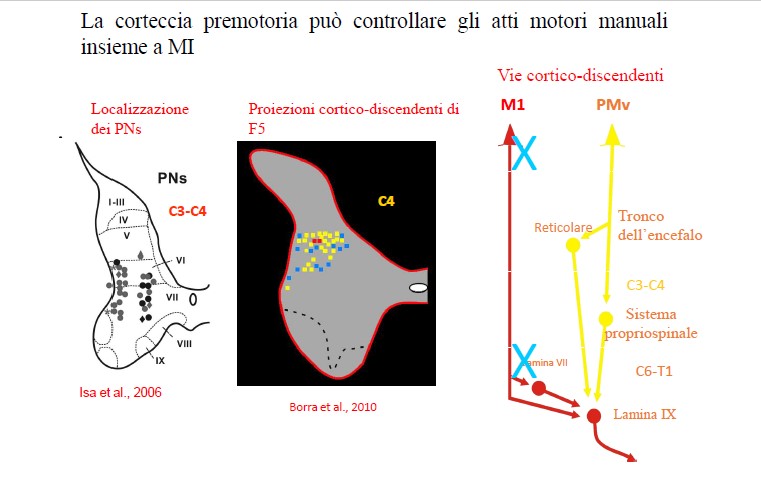 La corteccia premotoria può controllare gli atti motori manuali
insieme a MI
Vie cortico-discendenti
Localizzazione
dei PNs
Proiezioni cortico-discendenti di
F5
M1
PMv
PNs
C3-C4
I-III
IV
V
VI
VII
VIII
IX
C4
X
Reticolare
Tronco
dell'encefalo
C3-C4
Sistema
propriospinale
X
amina VII
C6-T1
Lamina IX
Isa et al., 2006
Borra et al., 2010